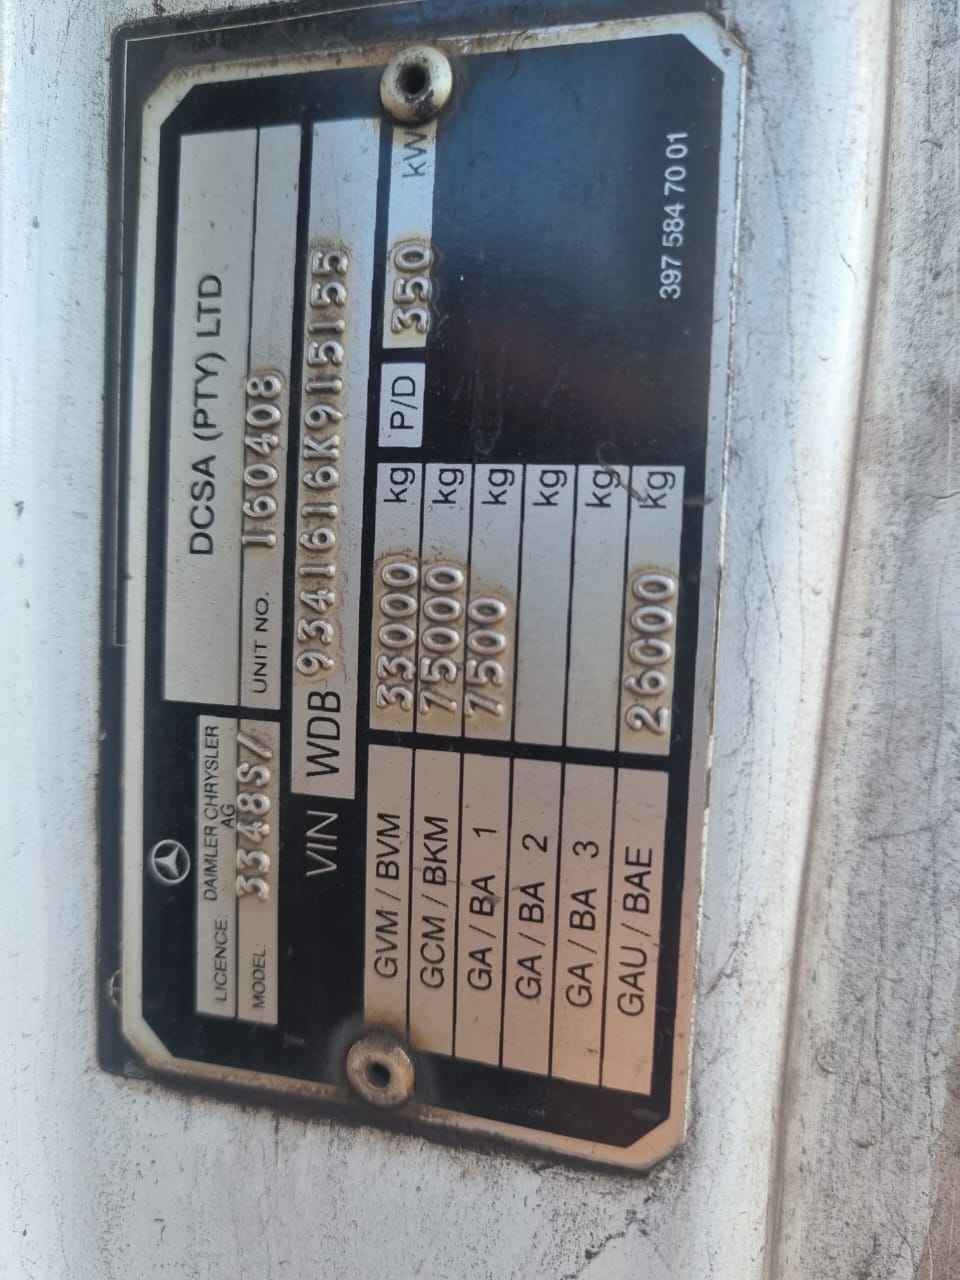 DCSA (PTY) LTD
LICENCE: DAIMLER CHRYSLER AG
MODEL: 3348S/ UNIT NO. 160408
VIN WDB 9341616K915155
GVM / BVM 33000 kg P/D 350 kW
GCM / BKM 75000 kg
GA / BA 1 7500 kg
GA / BA 2 kg
GA / BA 3 kg
GAU / BAE 26000 kg
397 584 70 01